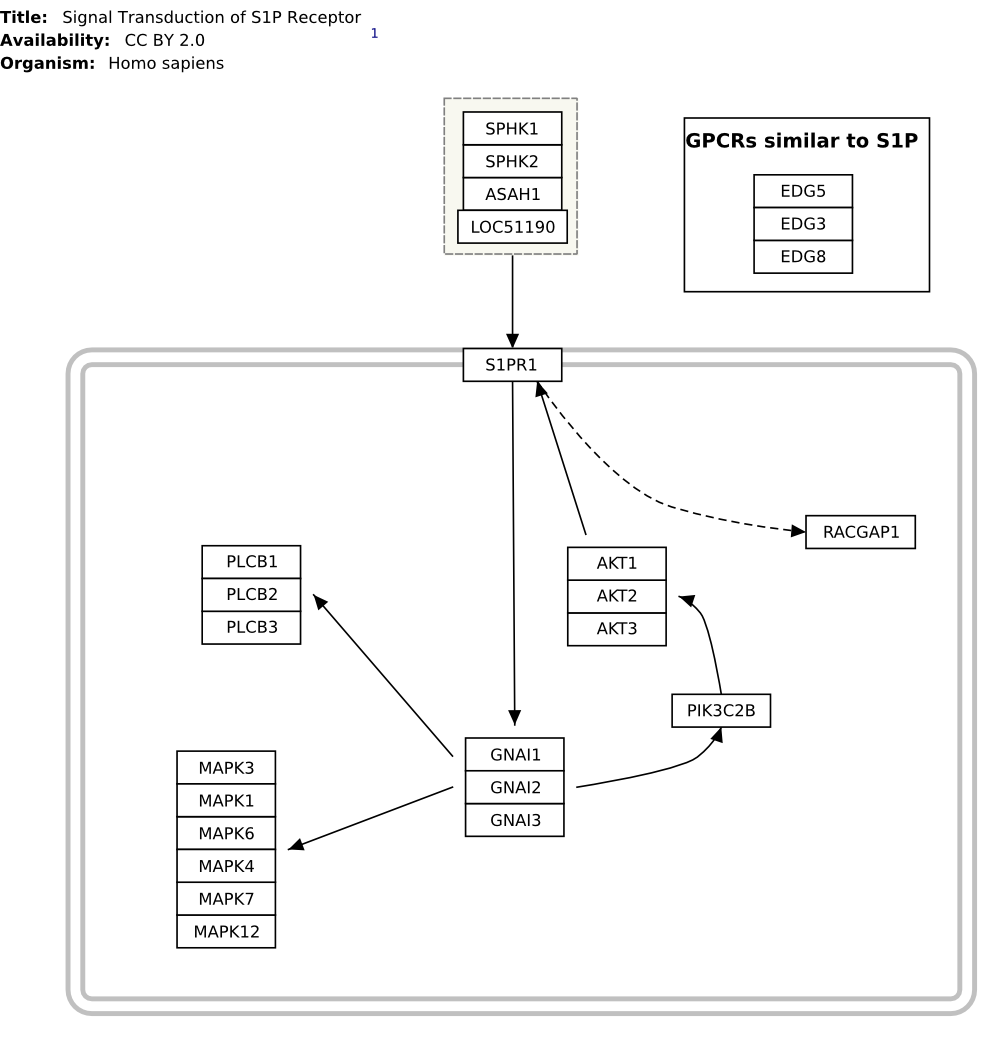 Title: Signal Transduction of S1P Receptor
1
Availability: CC BY 2.0
Organism: Homo sapiens
SPHK1
SPHK2
ASAH1
LOC51190
GPCRs similar to S1P
EDG5
EDG3
EDG8
S1PR1
RACGAP1
PLCB1
PLCB2
PLCB3
AKT1
AKT2
AKT3
PIK3C2B
GNAI1
GNAI2
GNAI3
MAPK3
MAPK1
MAPK6
MAPK4
MAPK7
MAPK12